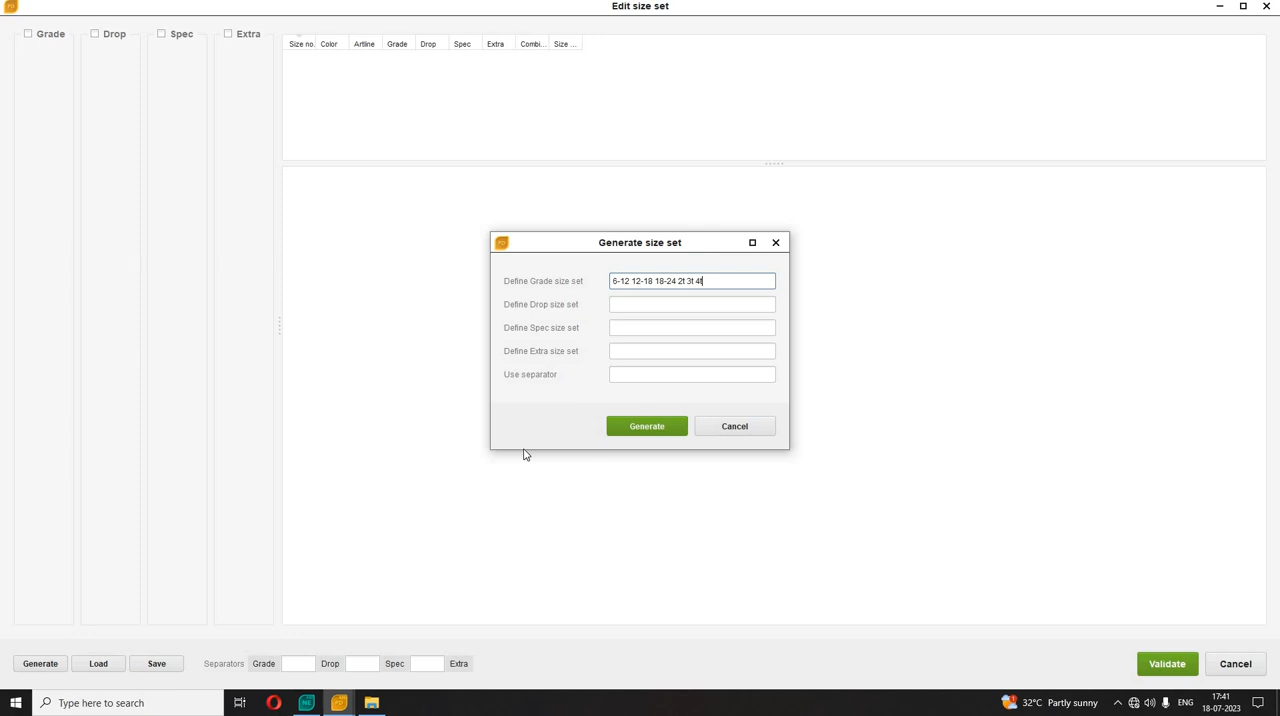 Edit size set
Grade Drop Spec Extra
Size no. Color Artline Grade Drop Spec Extra Combi... Size ...
Generate size set
Define Grade size set 6-12 12-18 18-24 2t 3t 4t
Define Drop size set
Define Spec size set
Define Extra size set
Use separator
Generate Cancel
Generate Load Save Separators Grade Drop Spec Extra Validate Cancel
Type here to search
32°C Partly sunny ENG 17:41
18-07-2023